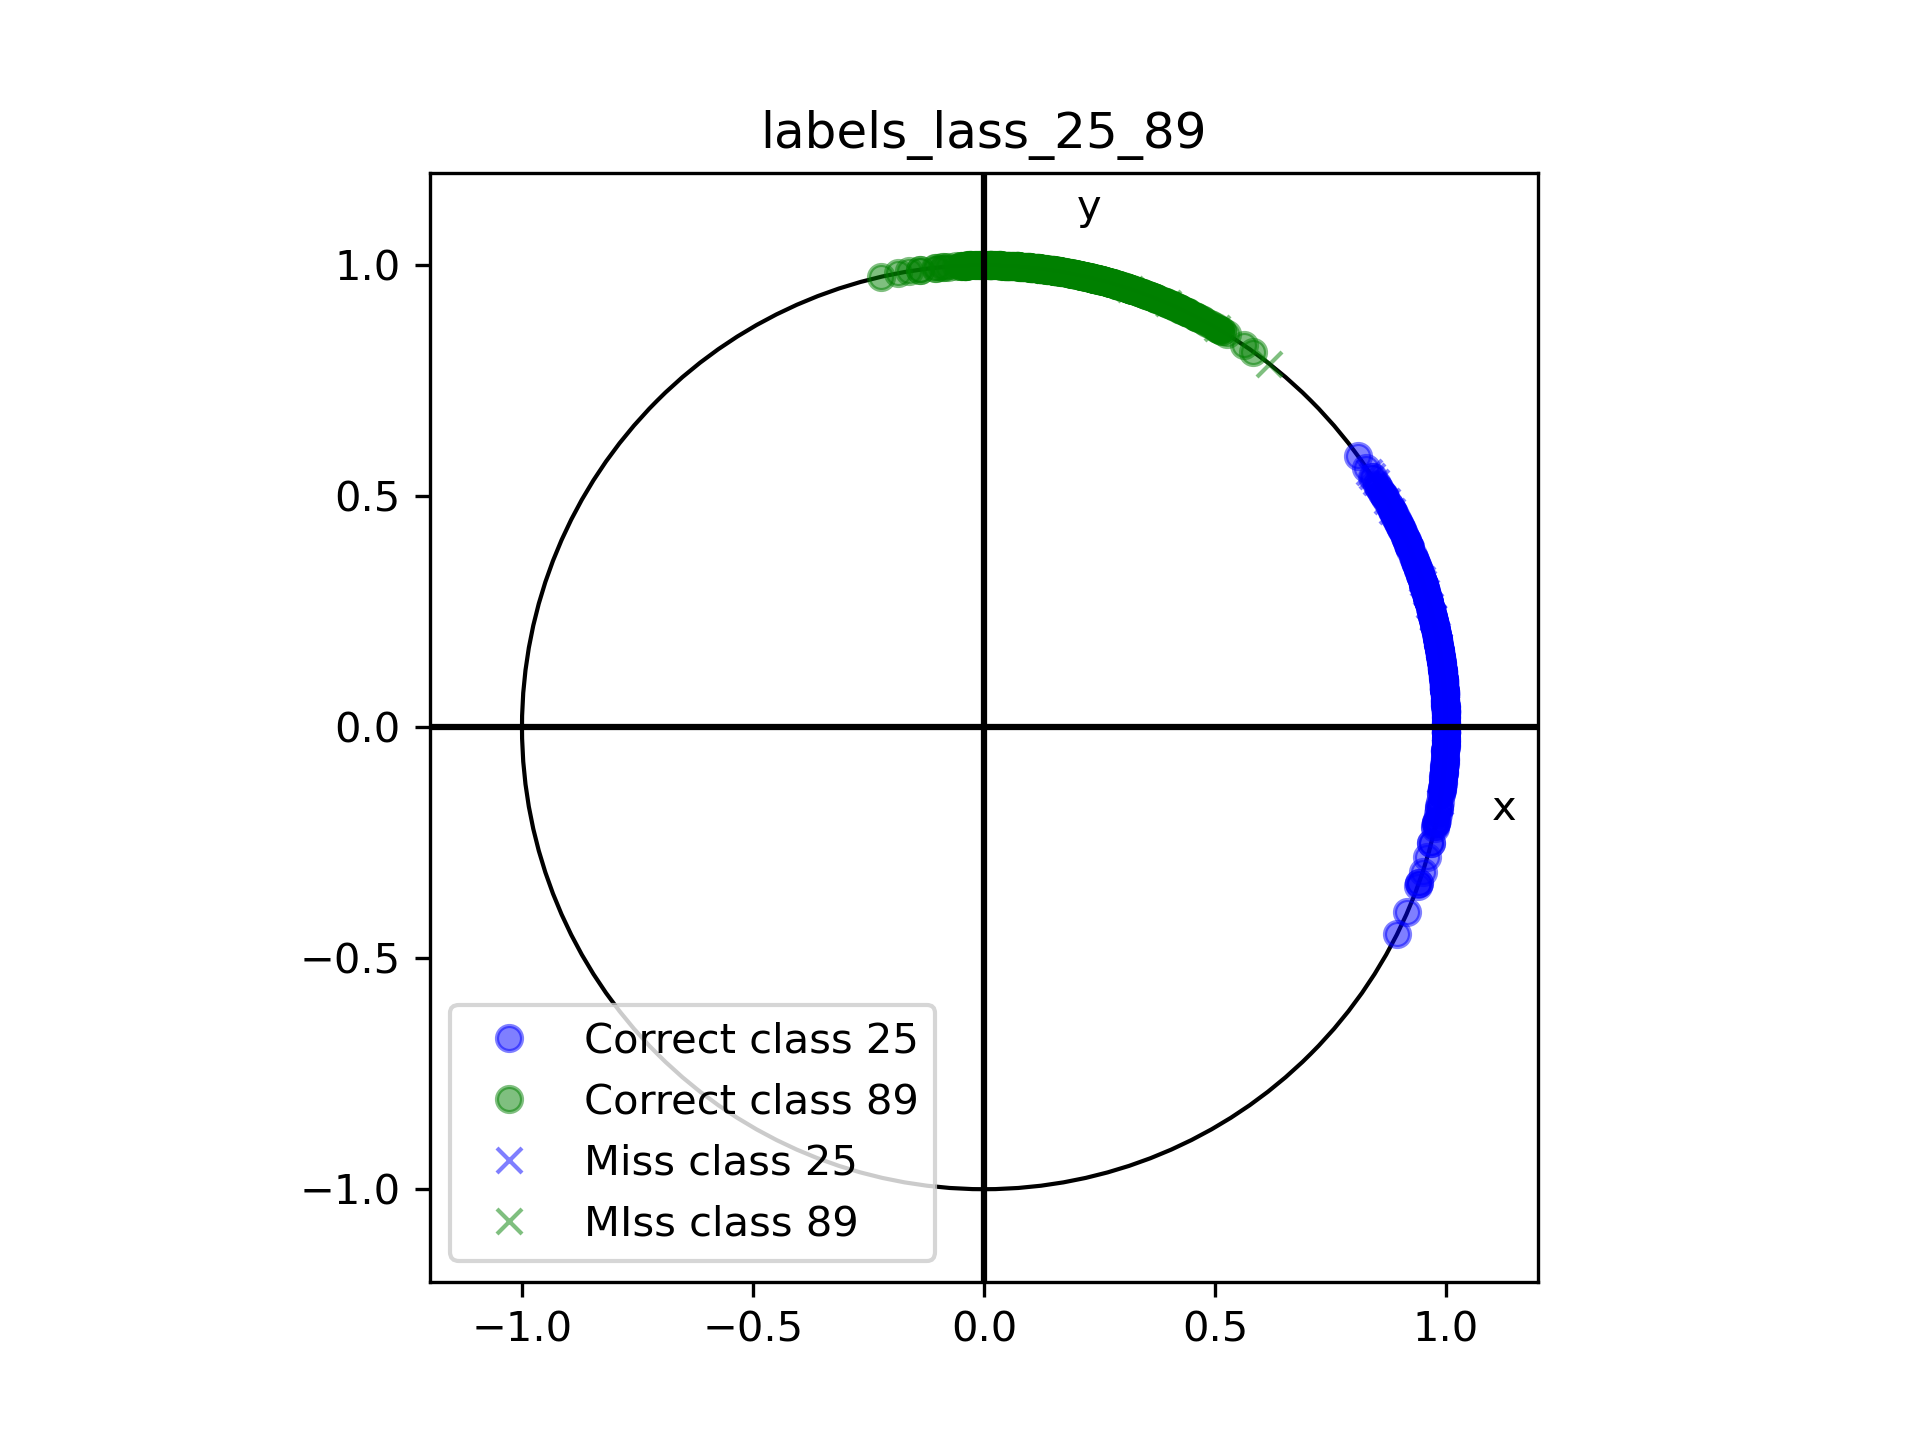 labels_lass_25_89
y
1.0
0.5
0.0
−0.5
−1.0
x
Correct class 25
Correct class 89
Miss class 25
MIss class 89
−1.0 −0.5 0.0 0.5 1.0